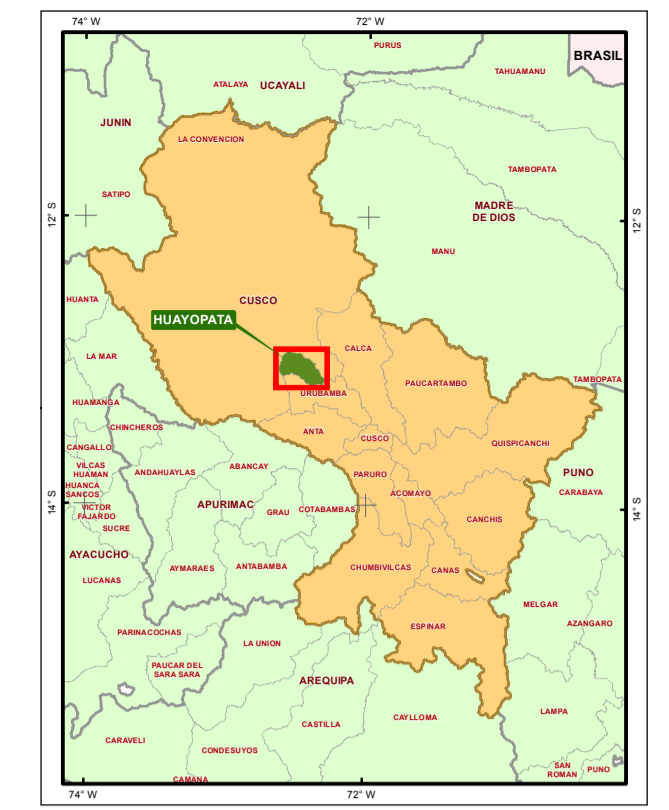 74° W
72° W
PURUS
BRASIL
TAHUAMANU
ATALAYA
UCAYALI
JUNIN
LA CONVENCION
TAMBOPATA
SATIPO
MADRE
DE DIOS
12° S
12° S
MANU
HUANTA
CUSCO
HUAYOPATA
CALCA
LA MAR
PAUCARTAMBO
TAMBOPATA
URUBAMBA
HUAMANGA
CHINCHEROS
ANTA
CUSCO
QUISPICANCHI
CANGALLO
VILCAS
HUAMAN
ANDAHUAYLAS
ABANCAY
PARURO
PUNO
HUANCA
SANCOS
ACOMAYO
CARABAYA
APURIMAC
GRAU
COTABAMBAS
14° S
14° S
VICTOR
FAJARDO
CANCHIS
SUCRE
AYACUCHO
AYMARAES
ANTABAMBA
CHUMBIVILCAS
CANAS
LUCANAS
MELGAR
AZANGARO
PARINACOCHAS
LA UNION
ESPINAR
PAUCAR DEL
SARA SARA
AREQUIPA
CASTILLA
CAYLLOMA
LAMPA
CARAVELI
CONDESUYOS
SAN
ROMAN
PUNO
CAMANA
74° W
72° W